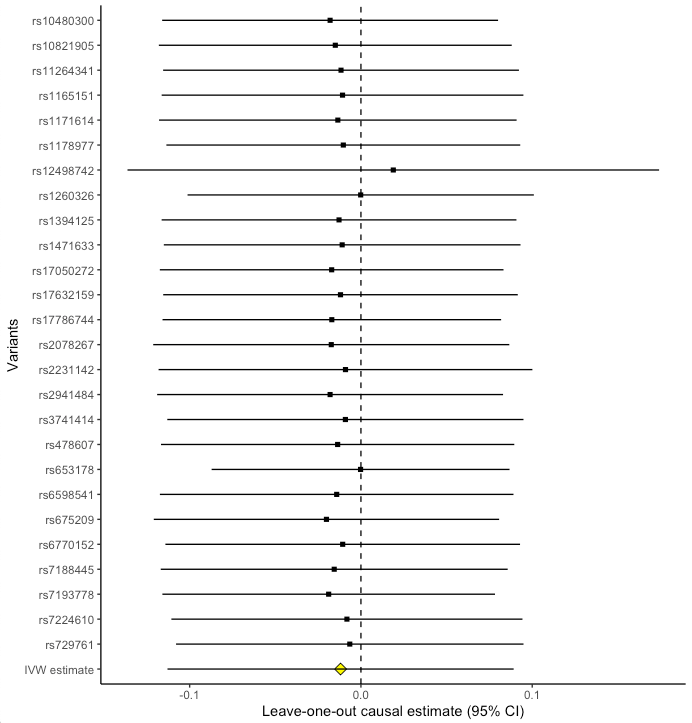 rs10480300
rs10821905
rs11264341
rs1165151
rs1171614
rs1178977
rs12498742
rs1260326
rs1394125
rs1471633
rs17050272
rs17632159
rs17786744
rs2078267
rs2231142
rs2941484
rs3741414
rs478607
rs653178
rs6598541
rs675209
rs6770152
rs7188445
rs7193778
rs7224610
rs729761
IVW estimate
Variants
-0.1 0.0 0.1
Leave-one-out causal estimate (95% CI)